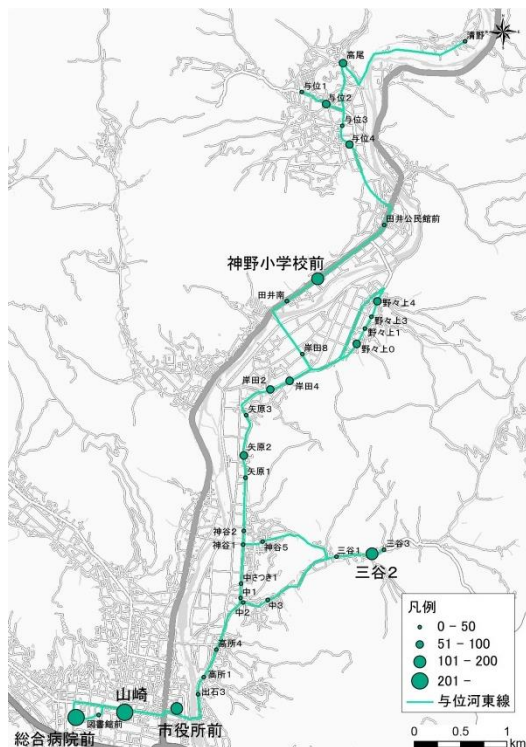 清野
高尾
与位1
与位2
与位3
与位4
田井公民館前
神野小学校前
田井南
野々上4
野々上3
野々上1
野々上0
岸田8
岸田2
岸田4
矢原3
矢原2
矢原1
神谷2
神谷1
神谷5
三谷1
三谷3
三谷2
中さつき1
中1
中2
中3
高所4
高所1
出石3
山崎
図書館前
市役所前
総合病院前
凡例
0 - 50
51 - 100
101 - 200
201 -
与位河東線
0 0.5 1
km